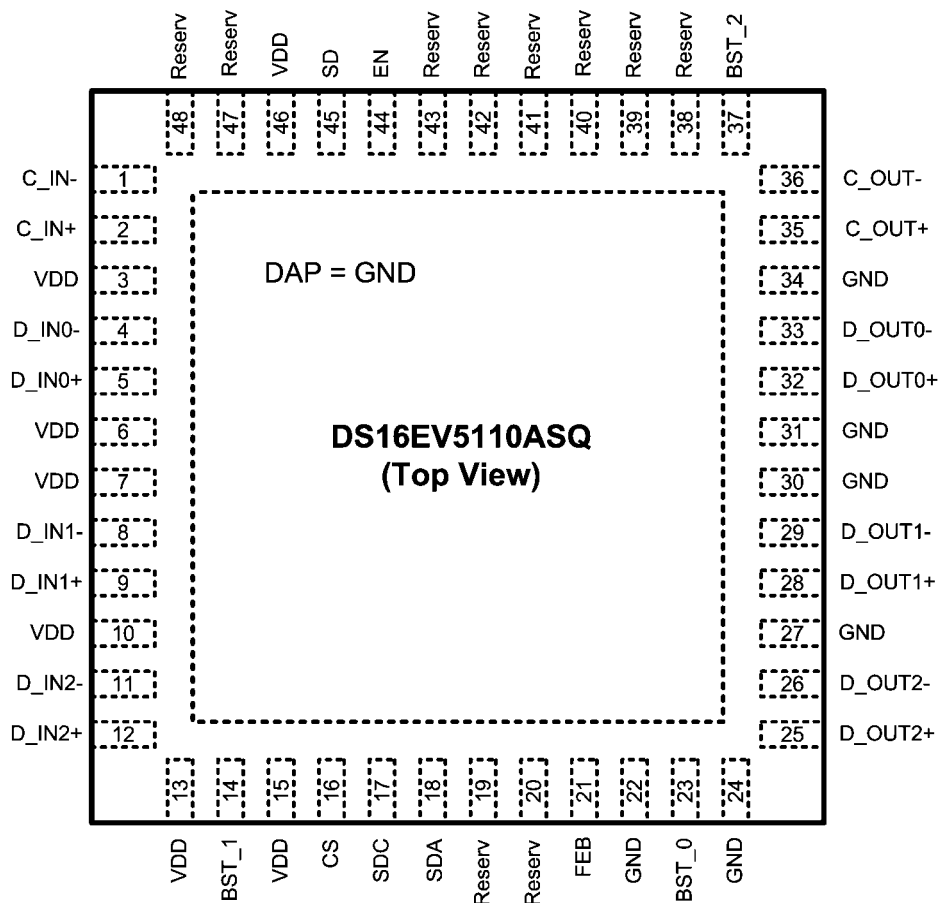 Reserv
Reserv
VDD
SD
EN
Reserv
Reserv
Reserv
Reserv
Reserv
Reserv
BST_2
48
47
46
45
44
43
42
41
40
39
38
37
C_IN- 1
C_IN+ 2
VDD 3
D_IN0- 4
D_IN0+ 5
VDD 6
VDD 7
D_IN1- 8
D_IN1+ 9
VDD 10
D_IN2- 11
D_IN2+ 12
DAP = GND
DS16EV5110ASQ
(Top View)
36 C_OUT-
35 C_OUT+
34 GND
33 D_OUT0-
32 D_OUT0+
31 GND
30 GND
29 D_OUT1-
28 D_OUT1+
27 GND
26 D_OUT2-
25 D_OUT2+
13
14
15
16
17
18
19
20
21
22
23
24
VDD
BST_1
VDD
CS
SDC
SDA
Reserv
Reserv
FEB
GND
BST_0
GND